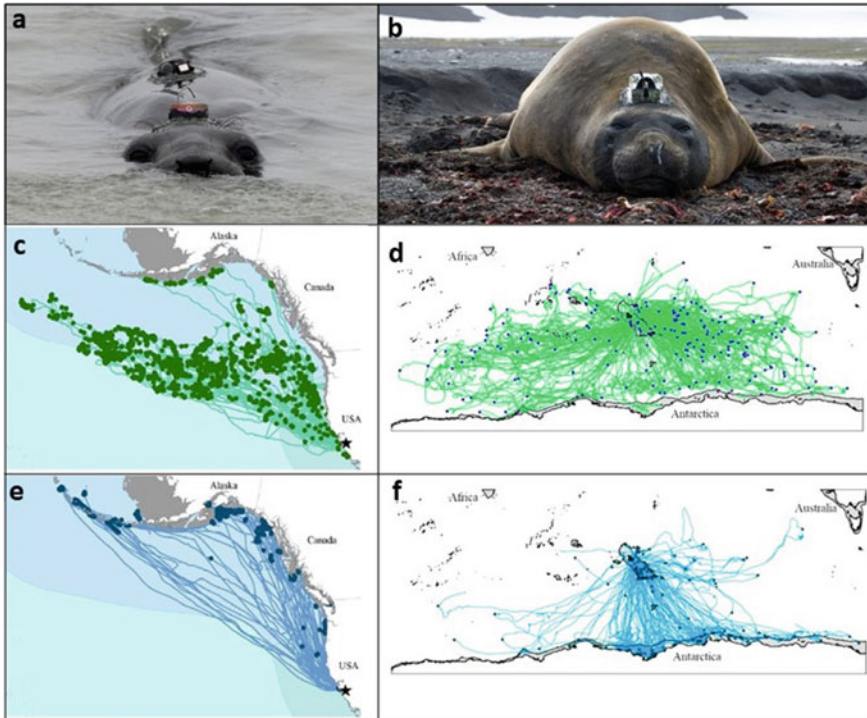 a
b
c
Alaska
Canada
USA
d
Africa
Australia
Antarctica
e
Alaska
Canada
USA
f
Africa
Australia
Antarctica